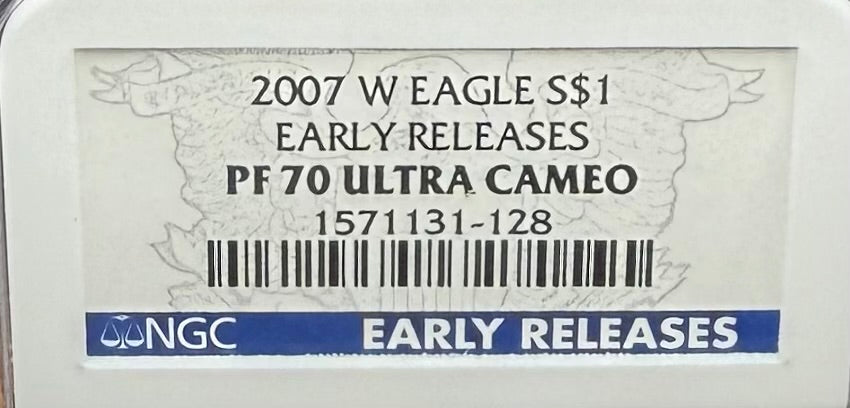 2007 W EAGLE S$1
EARLY RELEASES
PF 70 ULTRA CAMEO
1571131-128
NGC EARLY RELEASES